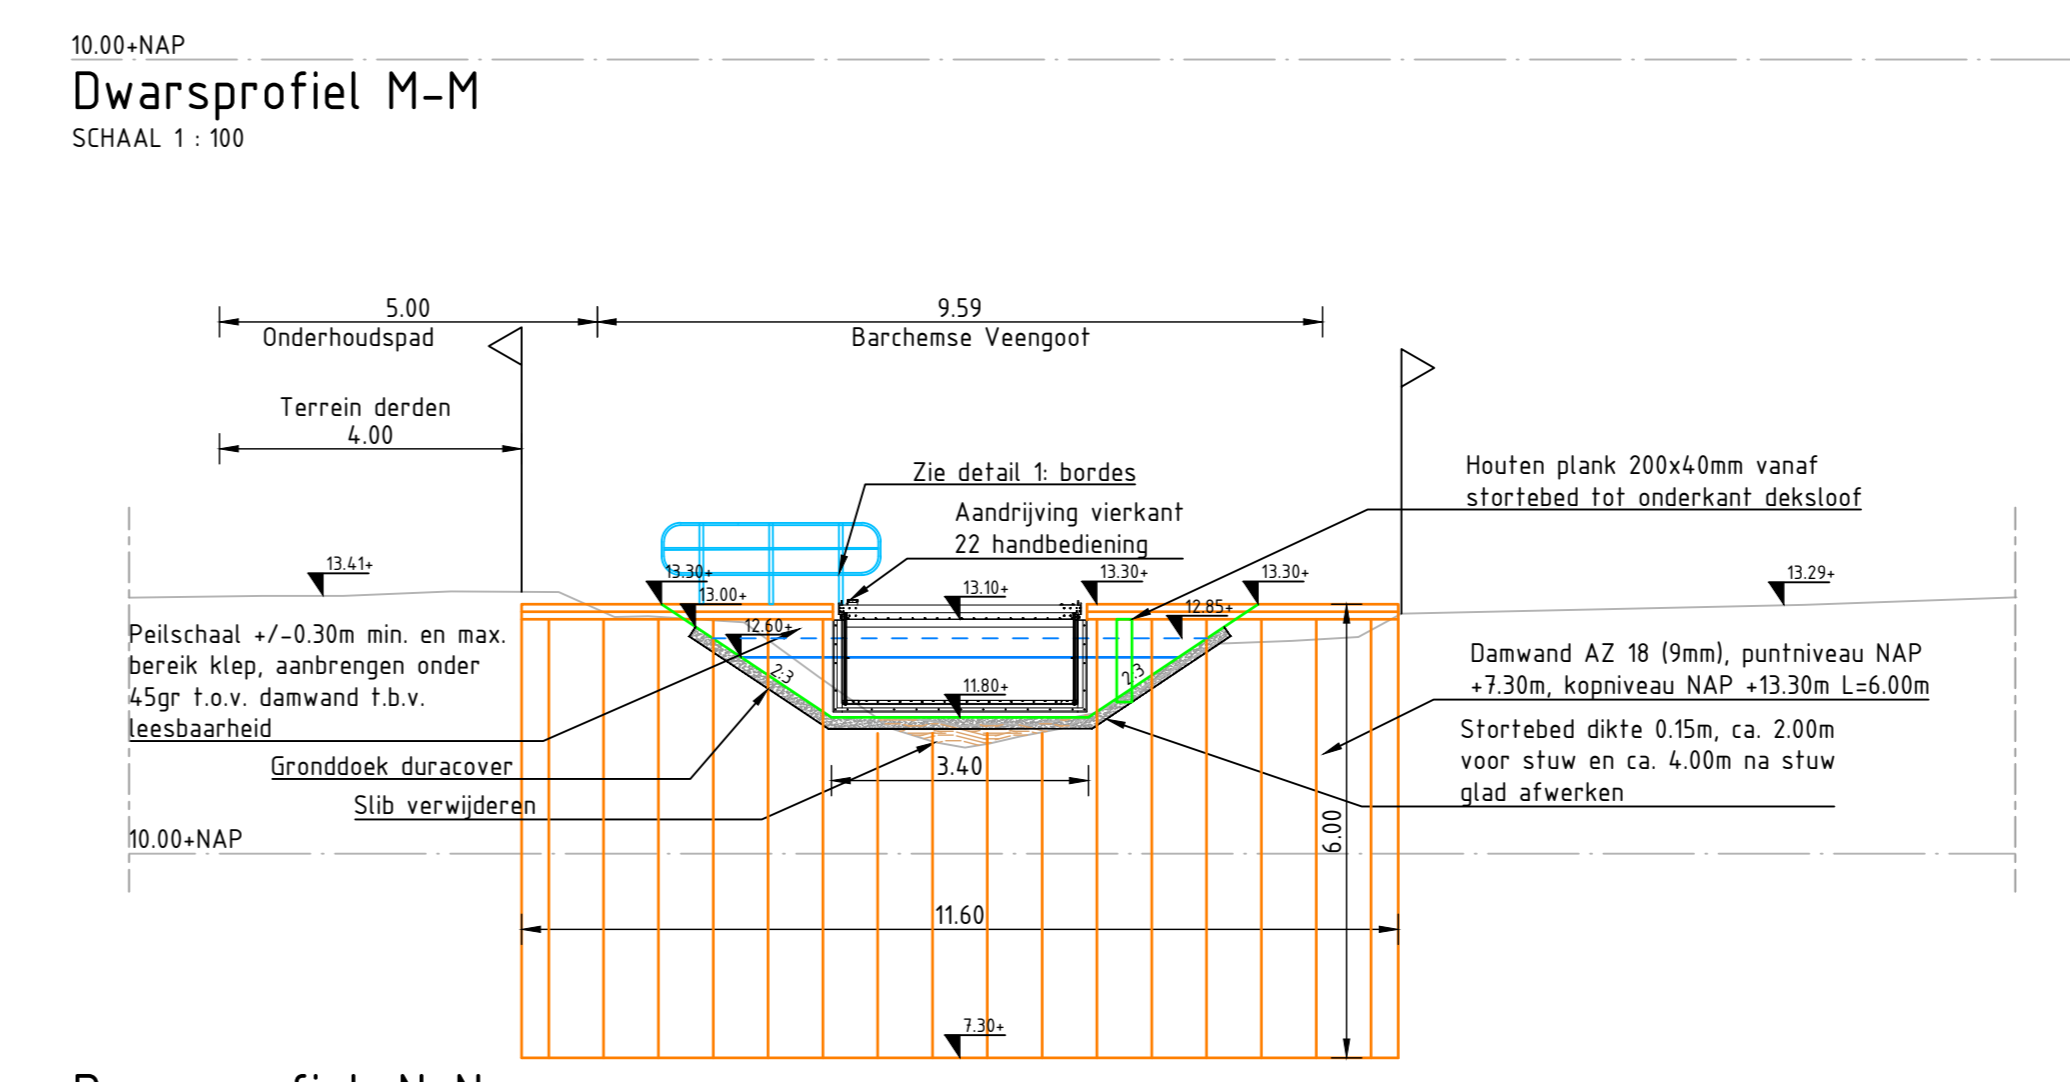 10.00+NAP
Dwarsprofiel M-M
SCHAAL 1 : 100
5.00
9.59
Onderhoudspad
Barchemse Veengoot
Terrein derden
4.00
Zie detail 1: bordes
Houten plank 200x40mm vanaf
stortebed tot onderkant deksloof
Aandrijving vierkant
22 handbediening
13.41+
13.30+
13.10+
13.30+
13.30+
13.29+
13.00+
12.85+
12.60+
Peilschaal +/-0.30m min. en max.
bereik klep, aanbrengen onder
45gr t.o.v. damwand t.b.v.
leesbaarheid
2:3
2:3
11.80+
Damwand AZ 18 (9mm), puntniveau NAP
+7.30m, kopniveau NAP +13.30m L=6.00m
Stortebed dikte 0.15m, ca. 2.00m
voor stuw en ca. 4.00m na stuw
glad afwerken
Gronddoek duracover
3.40
Slib verwijderen
6.00
10.00+NAP
11.60
7.30+